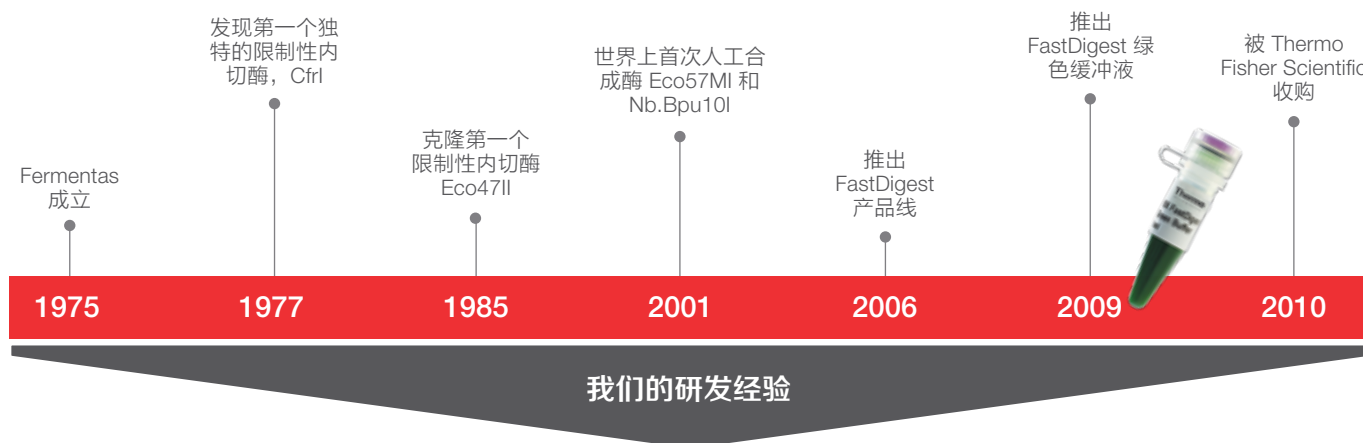 Fermentas
成立
发现第一个独
特的限制性内
切酶，CfrI
克隆第一个
限制性内切酶
Eco47II
世界上首次人工合
成酶 Eco57MI 和
Nb.Bpu10I
推出
FastDigest
产品线
推出
FastDigest 绿
色缓冲液
被 Thermo
Fisher Scientific
收购
Thermo
1975
1977
1985
2001
2006
2009
2010
我们的研发经验